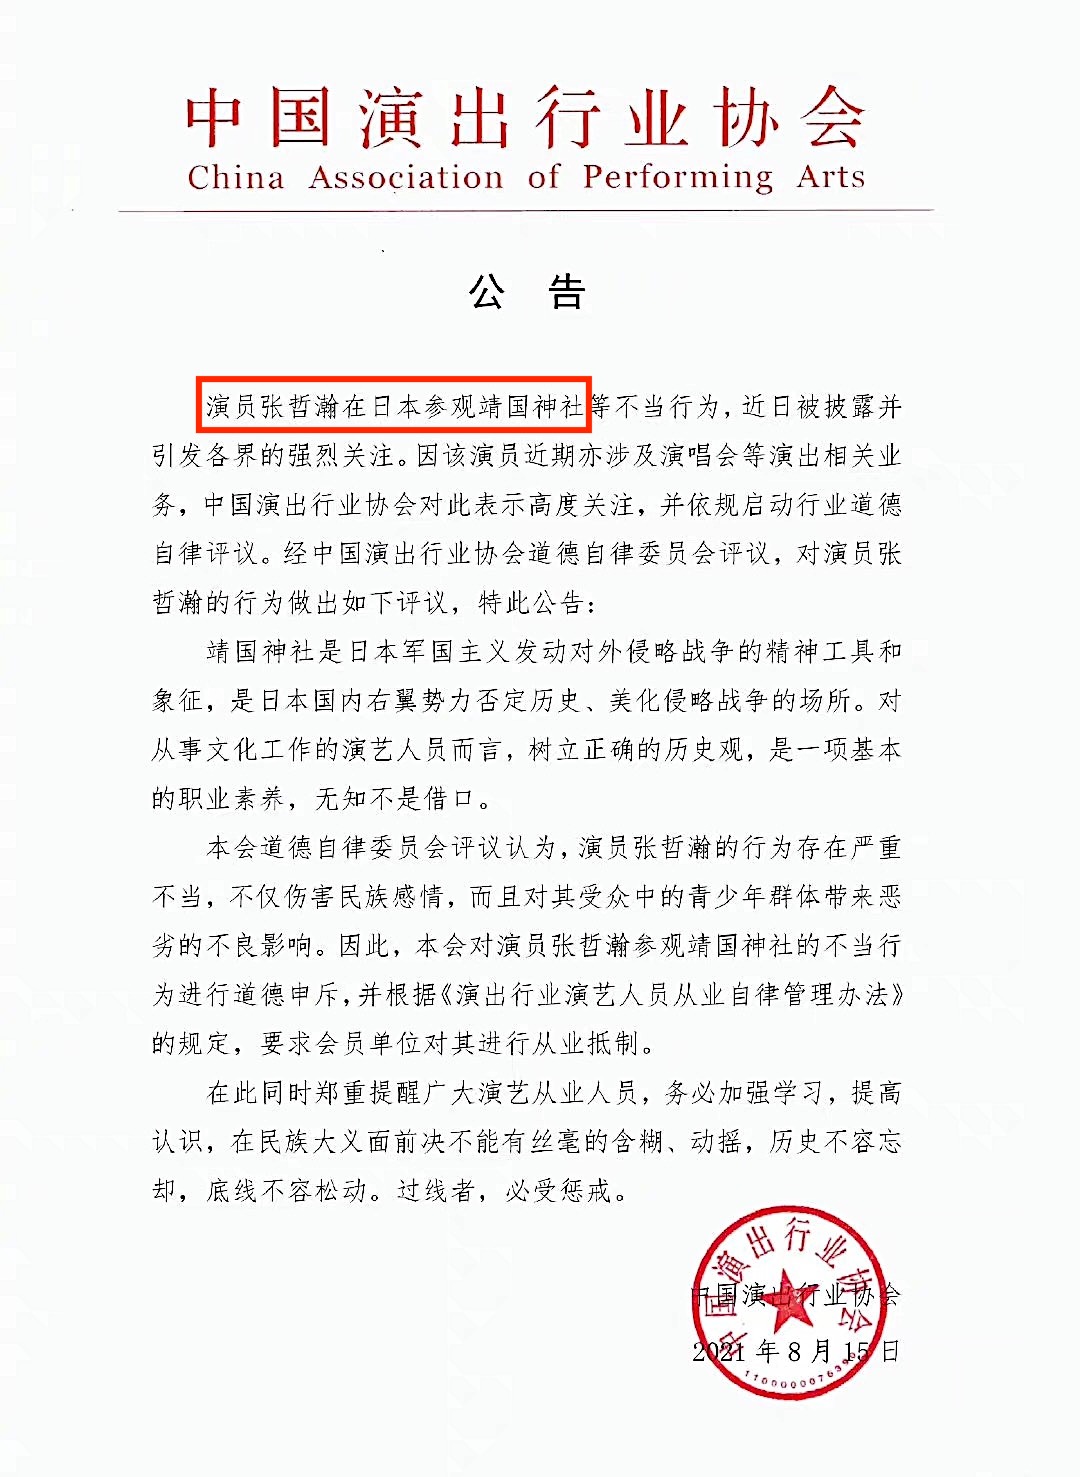 中国演出行业协会
China Association of Performing Arts
公 告
演员张哲瀚在日本参观靖国神社等不当行为，近日被披露并
引发各界的强烈关注。因该演员近期亦涉及演唱会等演出相关业
务，中国演出行业协会对此表示高度关注，并依规启动行业道德
自律评议。经中国演出行业协会道德自律委员会评议，对演员张
哲瀚的行为做出如下评议，特此公告：
靖国神社是日本军国主义发动对外侵略战争的精神工具和
象征，是日本国内右翼势力否定历史、美化侵略战争的场所。对
从事文化工作的演艺人员而言，树立正确的历史观，是一项基本
的职业素养，无知不是借口。
本会道德自律委员会评议认为，演员张哲瀚的行为存在严重
不当，不仅伤害民族感情，而且对其受众中的青少年群体带来恶
劣的不良影响。因此，本会对演员张哲瀚参观靖国神社的不当行
为进行道德申斥，并根据《演出行业演艺人员从业自律管理办法》
的规定，要求会员单位对其进行从业抵制。
在此同时郑重提醒广大演艺从业人员，务必加强学习，提高
认识，在民族大义面前决不能有丝毫的含糊、动摇，历史不容忘
却，底线不容松动。过线者，必受惩戒。
中国演出行业协会
中国演出行业协会
2021 年 8 月 15 日